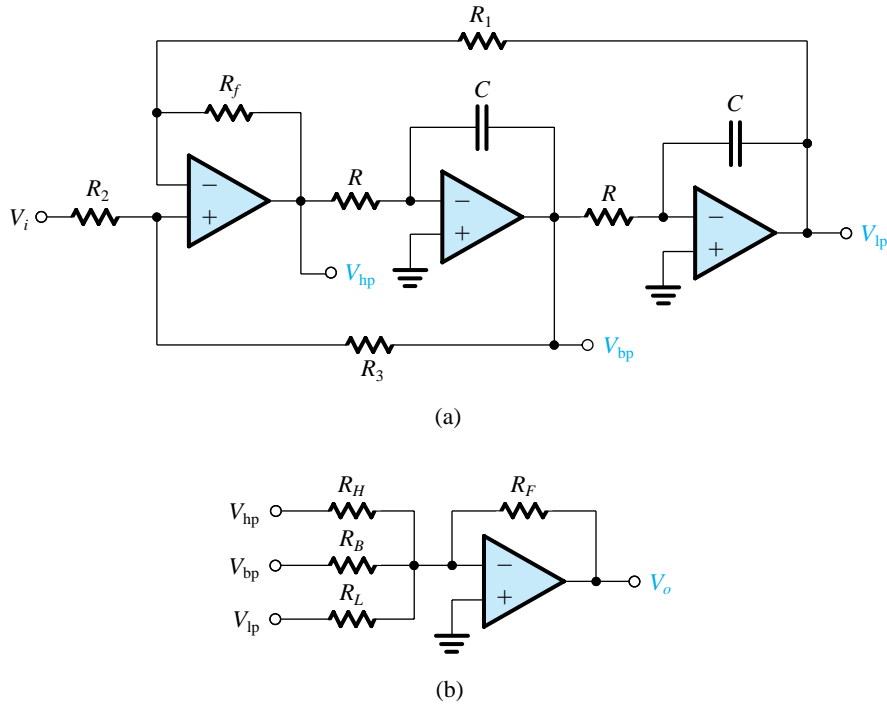 R1
Rf
C
C
R2
R
R
Vi
−
+
−
+
−
+
Vlp
Vhp
R3
Vbp
(a)
RH
RF
Vhp
RB
Vbp
−
+
Vo
RL
Vlp
(b)